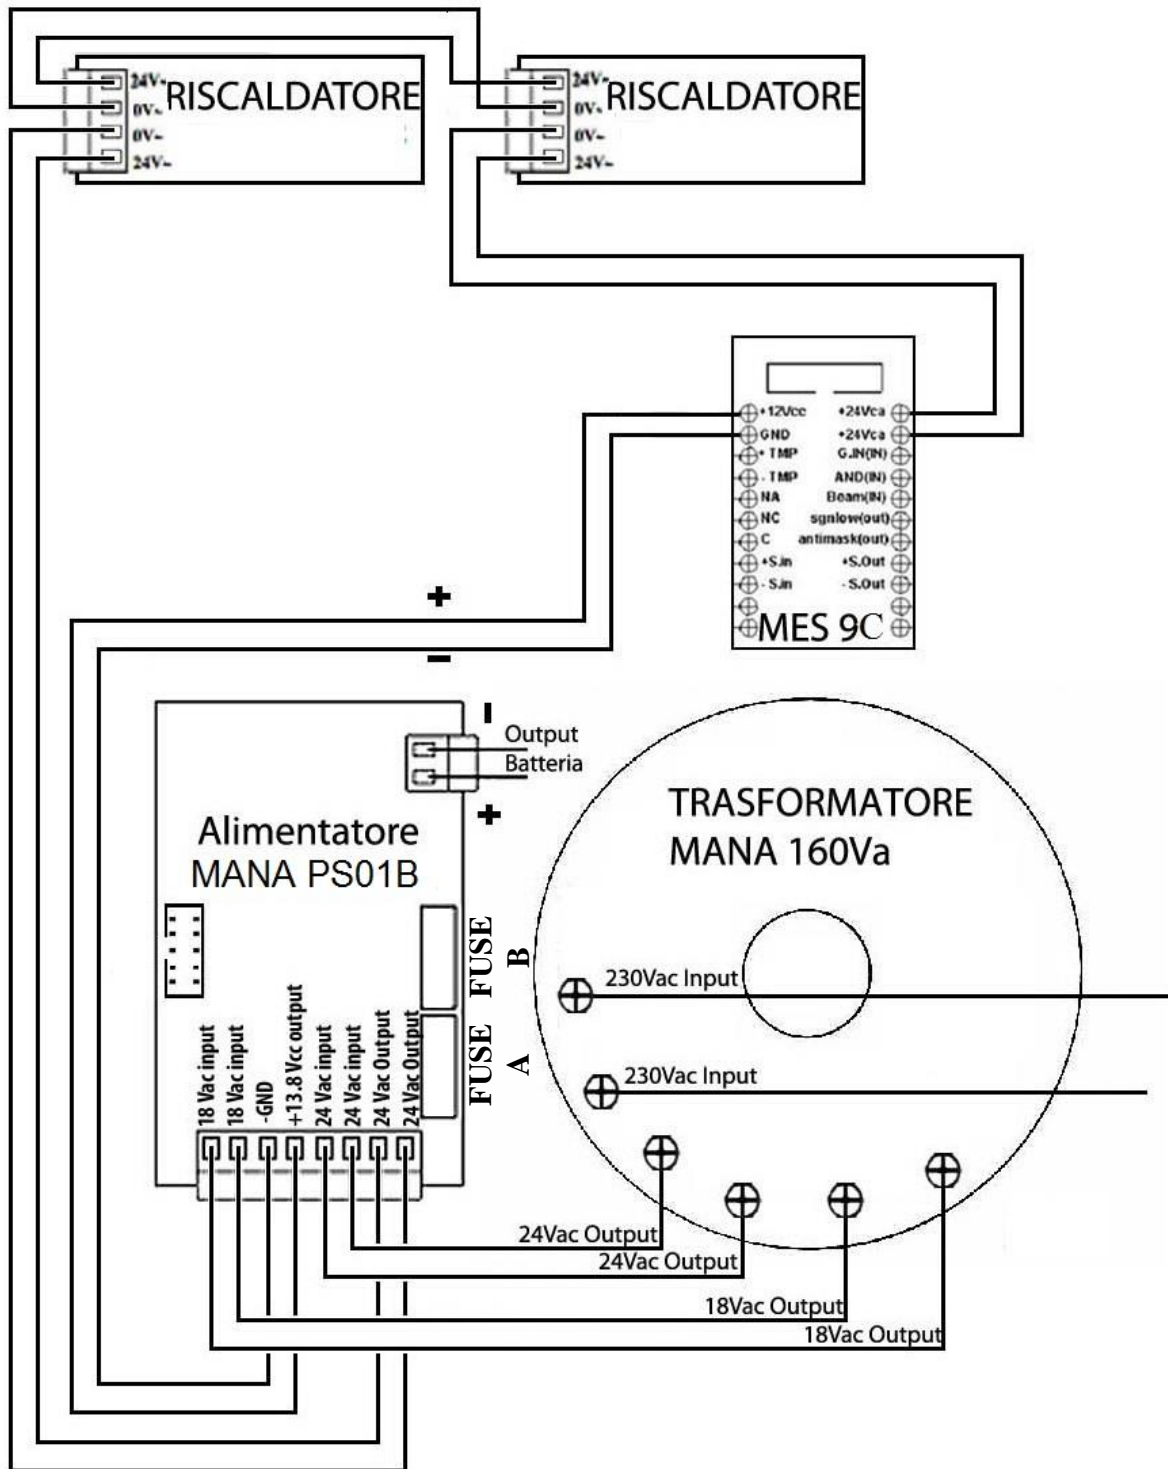 24V~
0V~
0V~
24V~
RISCALDATORE
24V~
0V~
0V~
24V~
RISCALDATORE
+12Vcc +24Vca
GND +24Vca
+ TMP G.IN(IN)
- TMP AND(IN)
NA Beam(IN)
NC sgnlow(out)
C antimask(out)
+S.in +S.Out
- S.in - S.Out
MES 9C
+
-
-
Output
Batteria
+
Alimentatore
MANA PS01B
FUSE B
FUSE A
18 Vac input
18 Vac input
-GND
+13.8 Vcc output
24 Vac input
24 Vac input
24 Vac Output
24 Vac Output
TRASFORMATORE
MANA 160Va
230Vac Input
230Vac Input
24Vac Output
24Vac Output
18Vac Output
18Vac Output